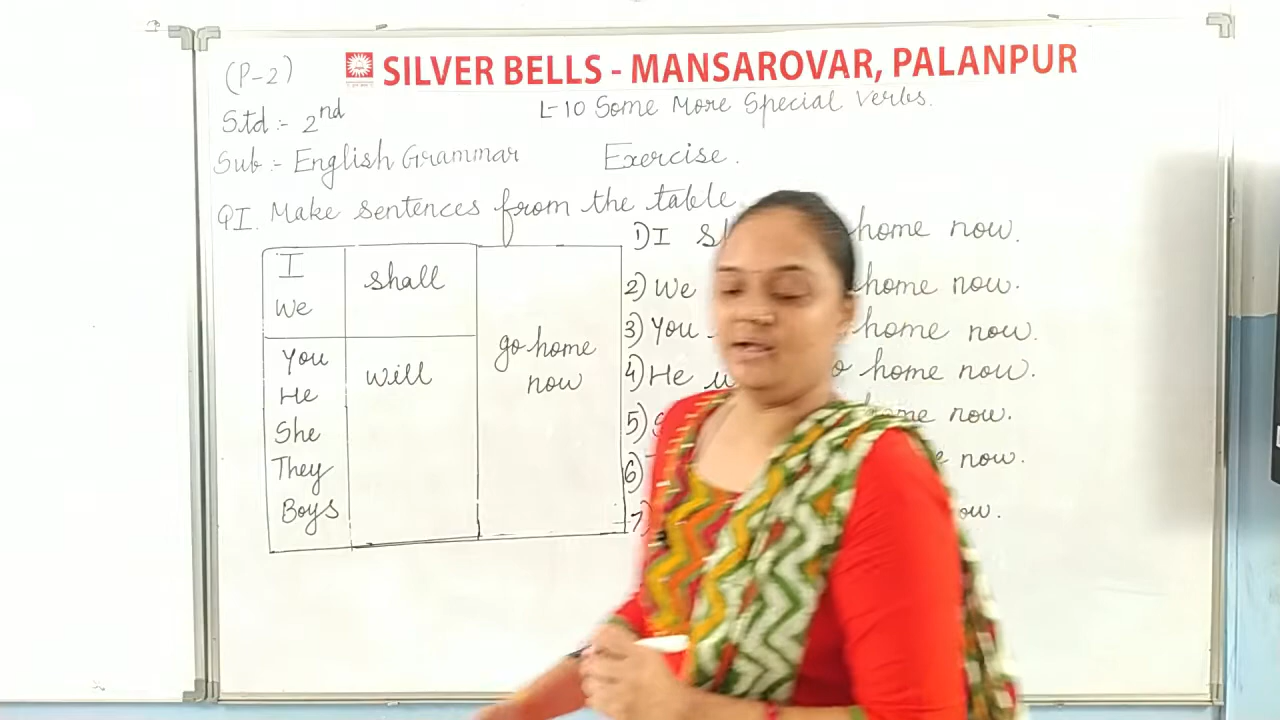 (P-2)
SILVER BELLS - MANSAROVAR, PALANPUR
Std :- 2nd
L-10 Some More Special Verbs.
Sub :- English Grammar
Exercise.
QI. Make sentences from the table.
I
We
shall
You
He
She
They
Boys
will
go home
now
1) I home now.
2) We home now.
3) You home now.
4) He home now.
5) home now.
6) now.
7)